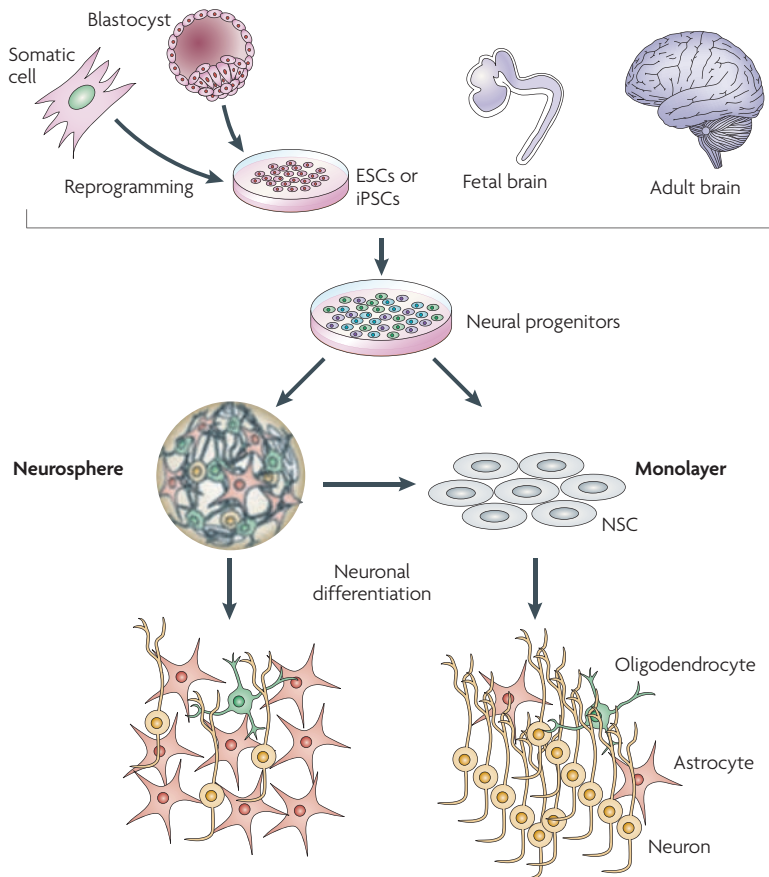 Blastocyst
Somatic
cell
Reprogramming
ESCs or
iPSCs
Fetal brain
Adult brain
Neural progenitors
Neurosphere
Monolayer
NSC
Neuronal
differentiation
Oligodendrocyte
Astrocyte
Neuron